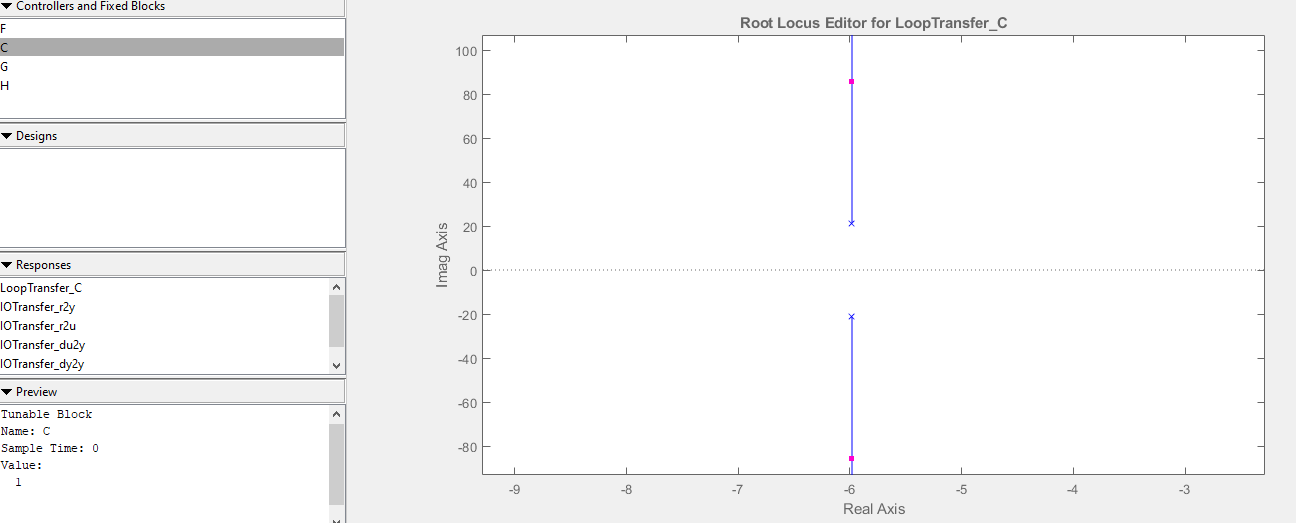 Controllers and Fixed Blocks
F
C
G
H
Designs
Responses
LoopTransfer_C
IOTransfer_r2y
IOTransfer_r2u
IOTransfer_du2y
IOTransfer_dy2y
Preview
Tunable Block
Name: C
Sample Time: 0
Value:
1
Root Locus Editor for LoopTransfer_C
100
80
60
40
20
0
-20
-40
-60
-80
Imag Axis
-9 -8 -7 -6 -5 -4 -3
Real Axis